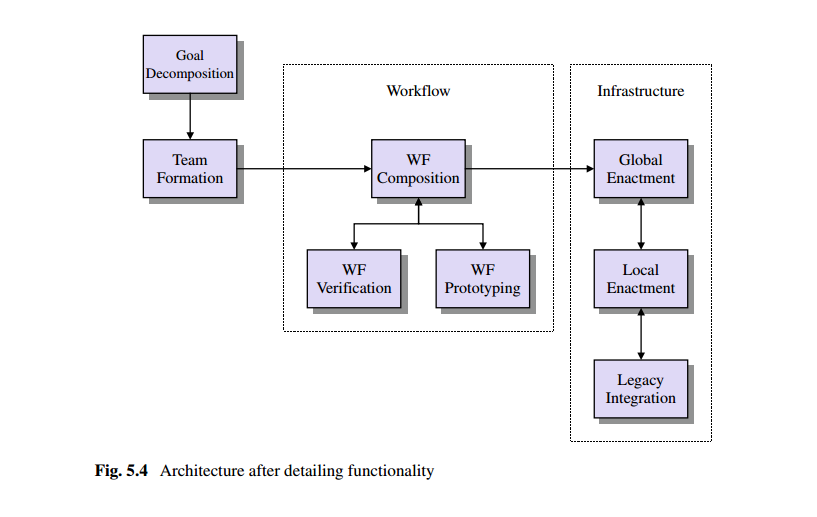 Goal
Decomposition
Workflow
Infrastructure
Team
Formation
WF
Composition
Global
Enactment
WF
Verification
WF
Prototyping
Local
Enactment
Legacy
Integration
Fig. 5.4 Architecture after detailing functionality